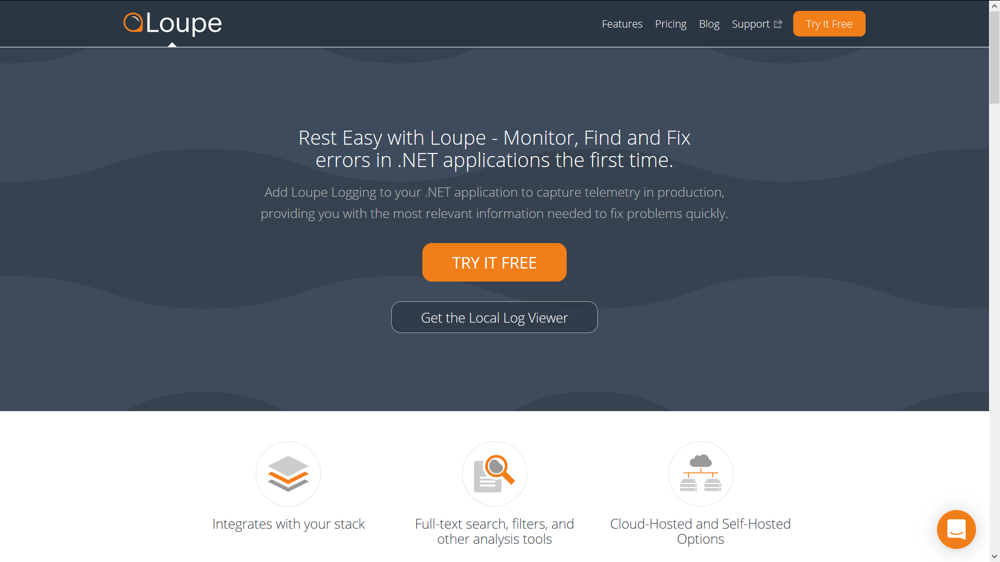 Loupe
Features
Pricing
Blog
Support
Try It Free
Rest Easy with Loupe - Monitor, Find and Fix
errors in .NET applications the first time.
Add Loupe Logging to your .NET application to capture telemetry in production,
providing you with the most relevant information needed to fix problems quickly.
TRY IT FREE
Get the Local Log Viewer
Integrates with your stack
Full-text search, filters, and
other analysis tools
Cloud-Hosted and Self-Hosted
Options